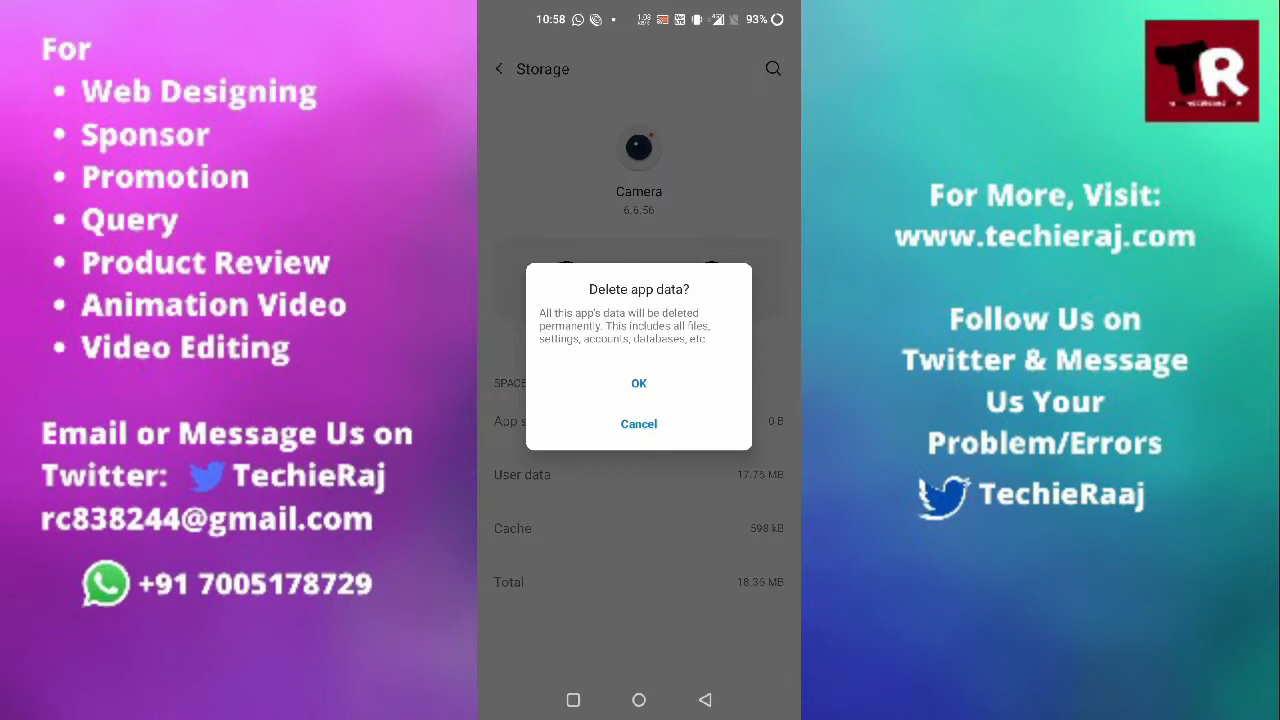 For
• Web Designing
• Sponsor
• Promotion
• Query
• Product Review
• Animation Video
• Video Editing
Email or Message Us on
Twitter: TechieRaj
rc838244@gmail.com
+91 7005178729
10:58
93%
Storage
Camera
6.6.56
Delete app data?
All this app's data will be deleted
permanently. This includes all files,
settings, accounts, databases, etc.
OK
Cancel
SPACE
App s
0 B
User data
17.76 MB
Cache
598 kB
Total
18.36 MB
TR
For More, Visit:
www.techieraj.com
Follow Us on
Twitter & Message
Us Your
Problem/Errors
TechieRaaj